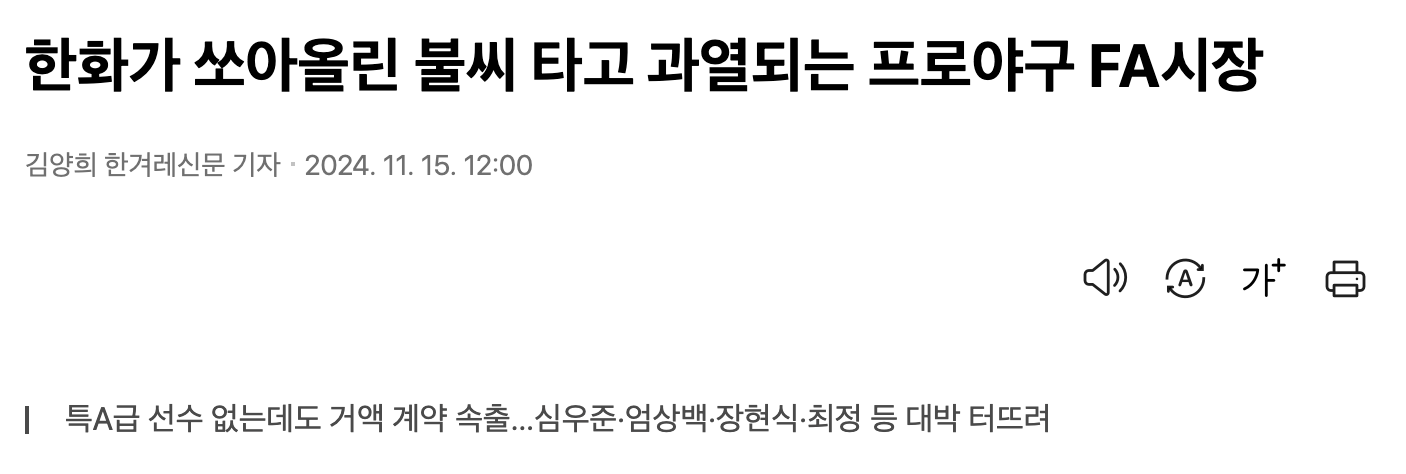 한화가 쏘아올린 불씨 타고 과열되는 프로야구 FA시장
김양희 한겨레신문 기자 · 2024. 11. 15. 12:00
A 가+
특A급 선수 없는데도 거액 계약 속출…심우준·엄상백·장현식·최정 등 대박 터뜨려